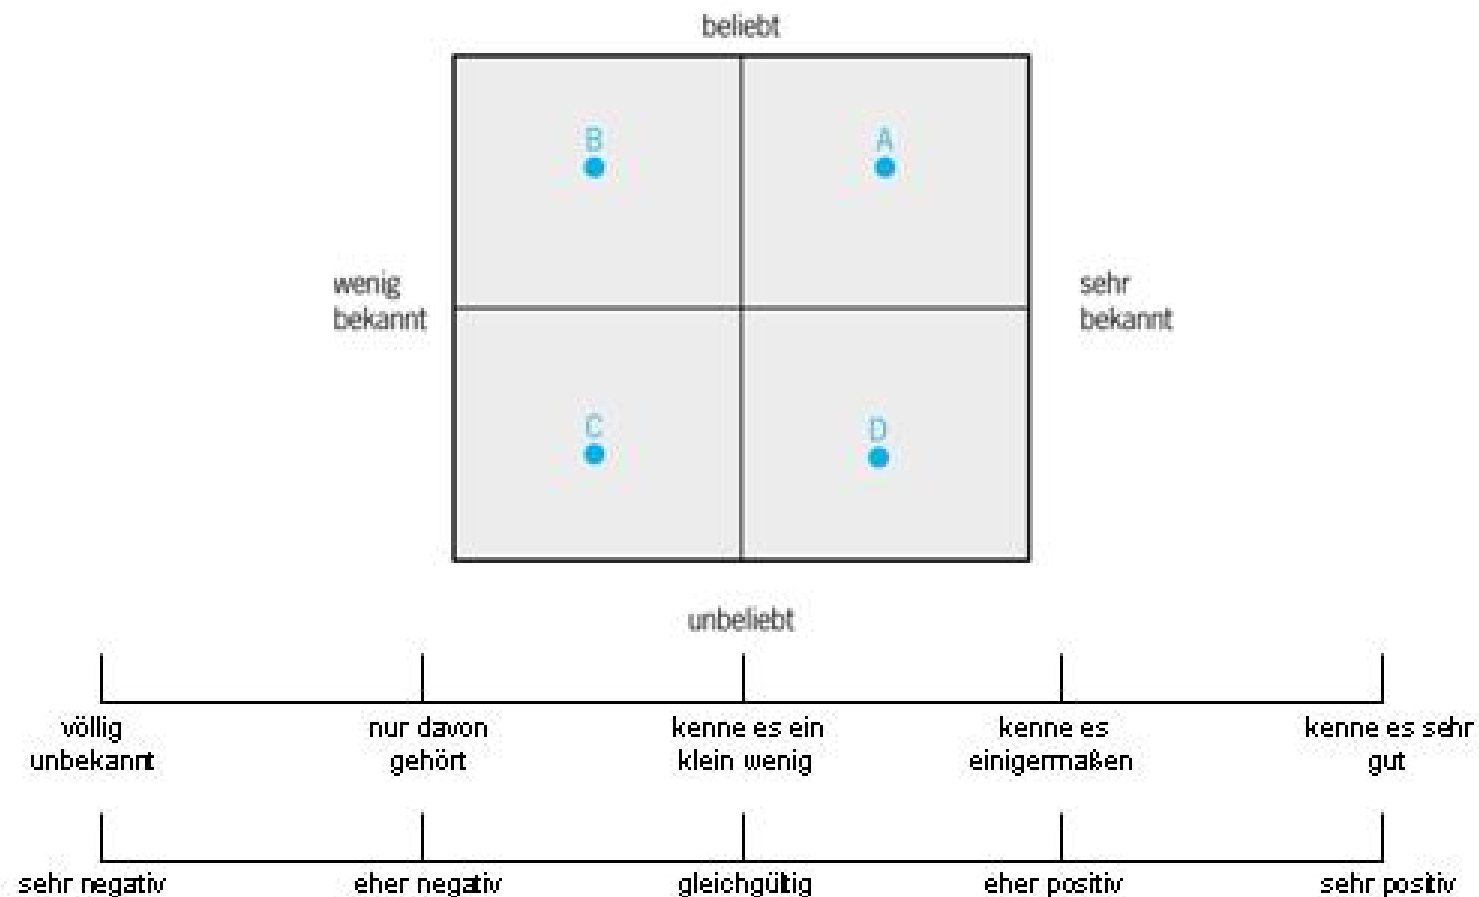 beliebt
B A
wenig
bekannt
sehr
bekannt
C D
unbeliebt
völlig
unbekannt
nur davon
gehört
kenne es ein
klein wenig
kenne es
einigermaßen
kenne es sehr
gut
sehr negativ
eher negativ
gleichgültig
eher positiv
sehr positiv